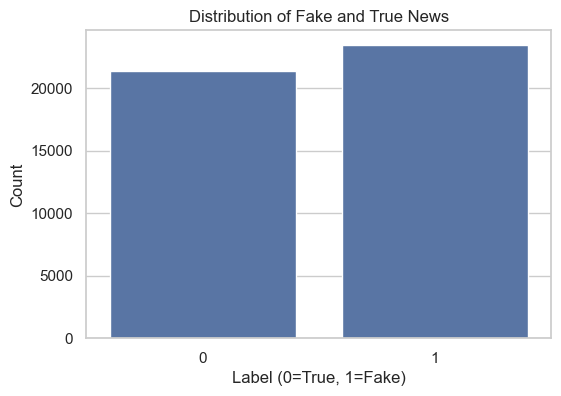 Distribution of Fake and True News
20000
15000
10000
5000
0
Count
0 1
Label (0=True, 1=Fake)